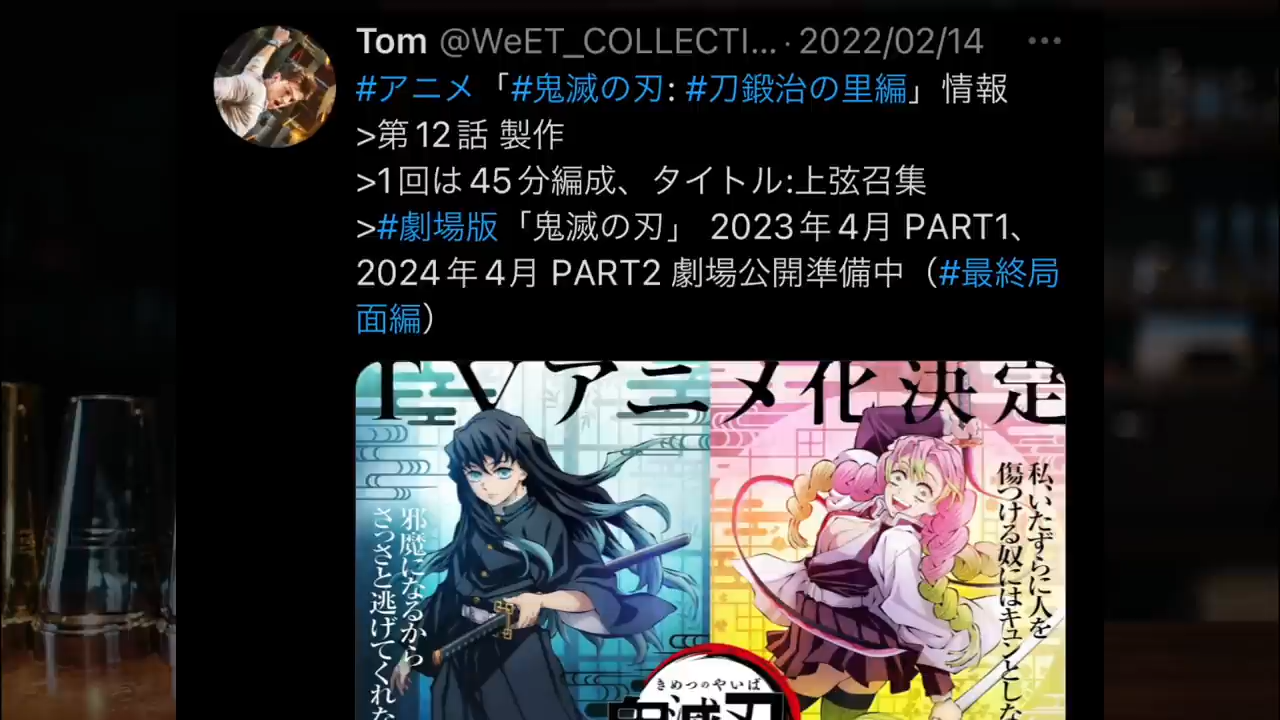 Tom @WeET_COLLECTI... · 2022/02/14
#アニメ「#鬼滅の刃: #刀鍛治の里編」情報
>第12話 製作
>1回は45分編成、タイトル:上弦召集
>#劇場版「鬼滅の刃」 2023年4月 PART1、
2024年4月 PART2 劇場公開準備中（#最終局
面編）
TVアニメ化決定
私、いたずらに人を
傷つける奴にはキュンとしな
邪魔になるから
さっさと逃げてくれな
きめつのやいば
鬼滅の刃